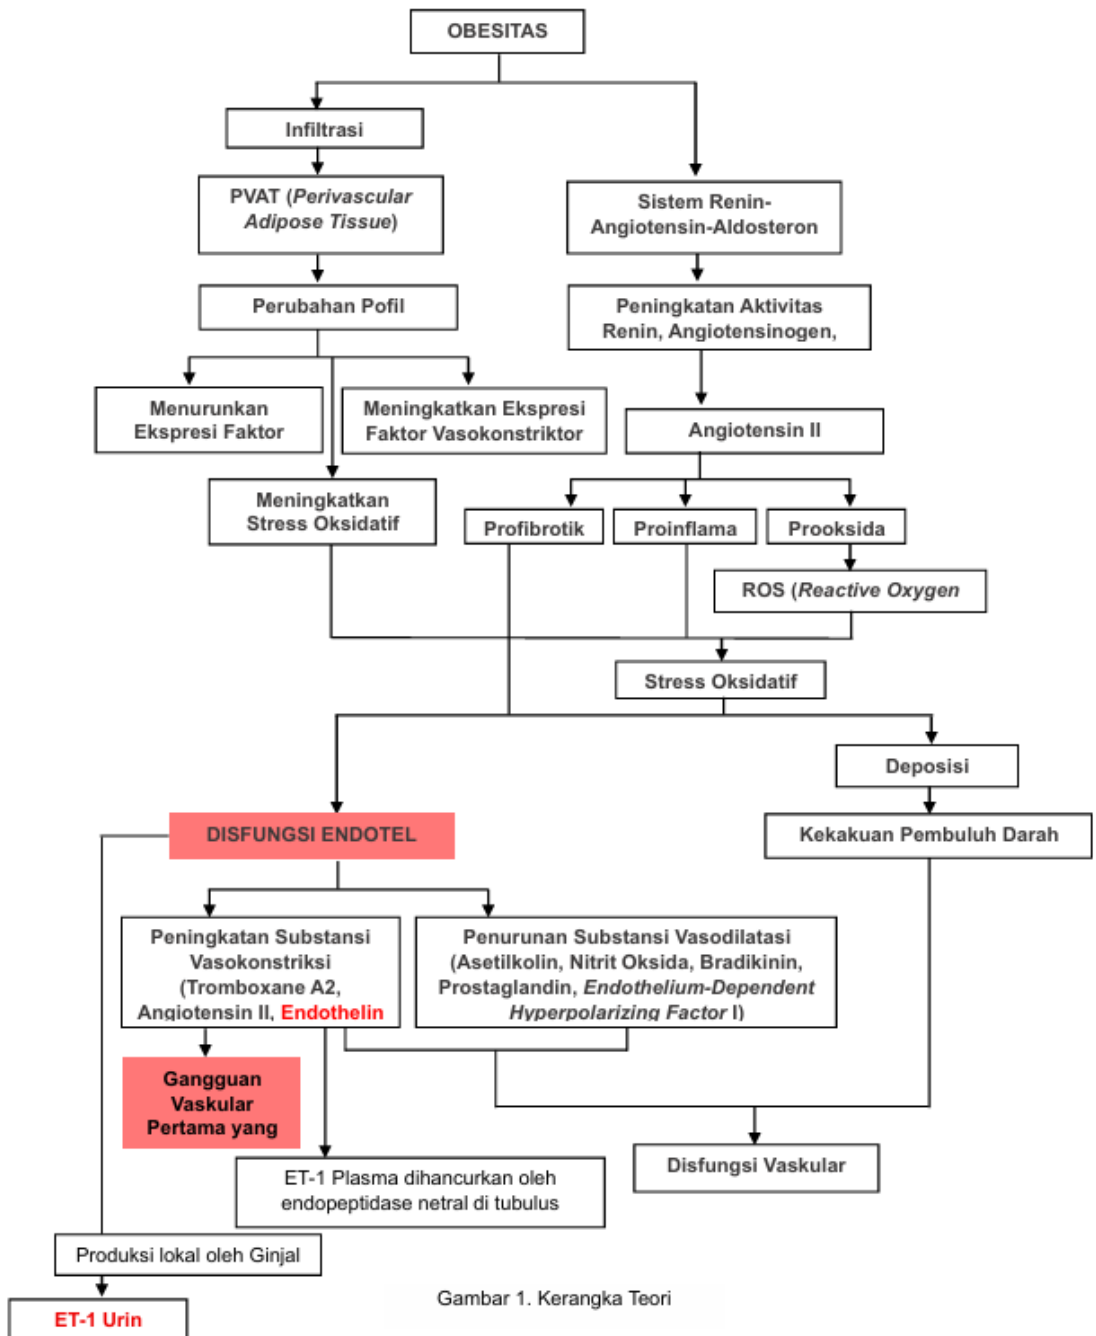 OBESITAS
Infiltrasi
PVAT (Perivascular
Adipose Tissue)
Sistem Renin-
Angiotensin-Aldosteron
Perubahan Pofil
Peningkatan Aktivitas
Renin, Angiotensinogen,
Menurunkan
Ekspresi Faktor
Meningkatkan Ekspresi
Faktor Vasokonstriktor
Angiotensin II
Meningkatkan
Stress Oksidatif
Profibrotik
Proinflama
Prooksida
ROS (Reactive Oxygen
Stress Oksidatif
Deposisi
DISFUNGSI ENDOTEL
Kekakuan Pembuluh Darah
Peningkatan Substansi
Vasokonstriksi
(Tromboxane A2,
Angiotensin II, Endothelin
Penurunan Substansi Vasodilatasi
(Asetilkolin, Nitrit Oksida, Bradikinin,
Prostaglandin, Endothelium-Dependent
Hyperpolarizing Factor I)
Gangguan
Vaskular
Pertama yang
Disfungsi Vaskular
ET-1 Plasma dihancurkan oleh
endopeptidase netral di tubulus
Produksi lokal oleh Ginjal
ET-1 Urin
Gambar 1. Kerangka Teori